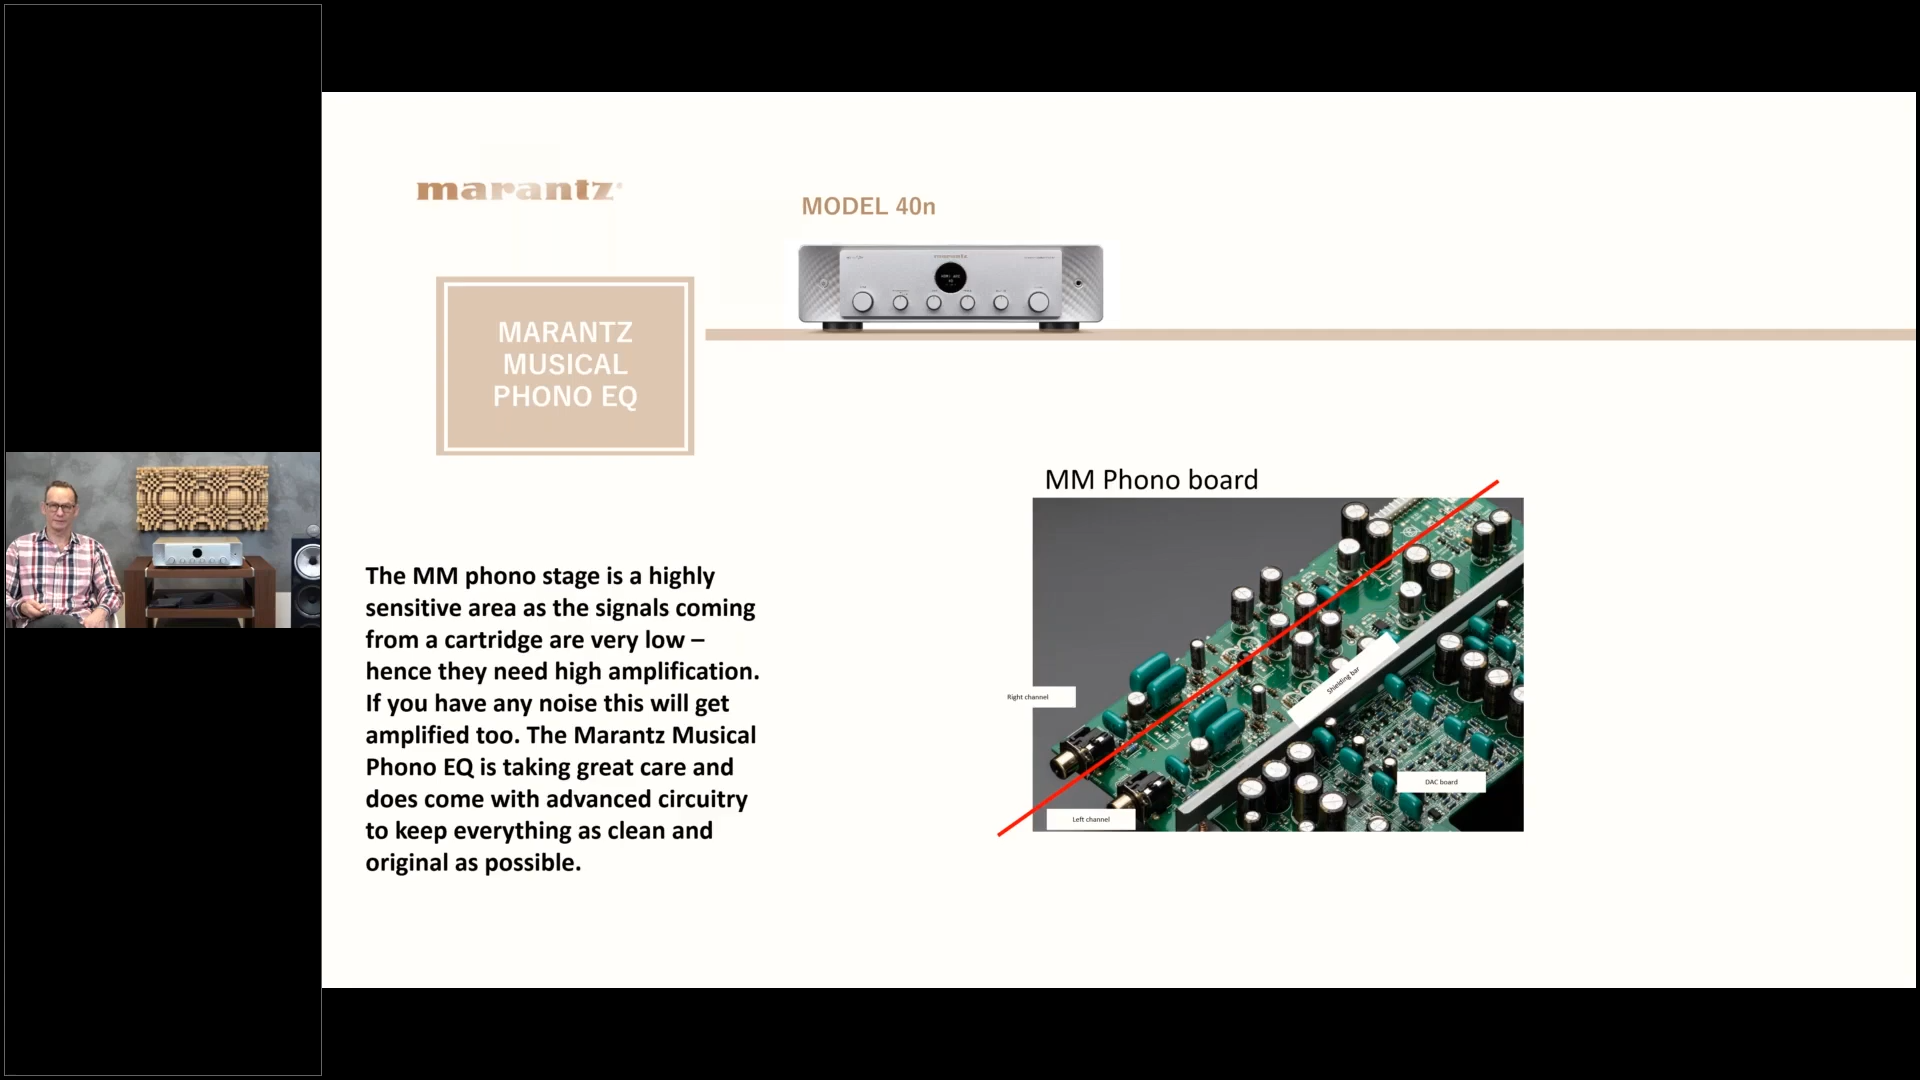 marantz
MODEL 40n
MARANTZ
MUSICAL
PHONO EQ
MM Phono board
The MM phono stage is a highly
sensitive area as the signals coming
from a cartridge are very low –
hence they need high amplification.
If you have any noise this will get
amplified too. The Marantz Musical
Phono EQ is taking great care and
does come with advanced circuitry
to keep everything as clean and
original as possible.
Right channel
Shielding bar
DAC board
Left channel